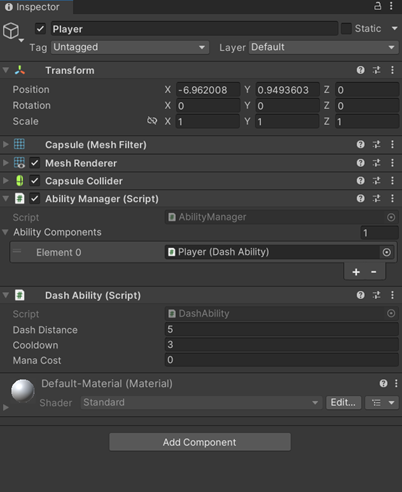 Inspector
Player
Static
Tag Untagged Layer Default
Transform
Position X -6.962008 Y 0.9493603 Z 0
Rotation X 0 Y 0 Z 0
Scale X 1 Y 1 Z 1
Capsule (Mesh Filter)
Mesh Renderer
Capsule Collider
# Ability Manager (Script)
Script # AbilityManager
Ability Components 1
Element 0 # Player (Dash Ability)
+ -
# Dash Ability (Script)
Script # DashAbility
Dash Distance 5
Cooldown 3
Mana Cost 0
Default-Material (Material)
Shader Standard Edit...
Add Component